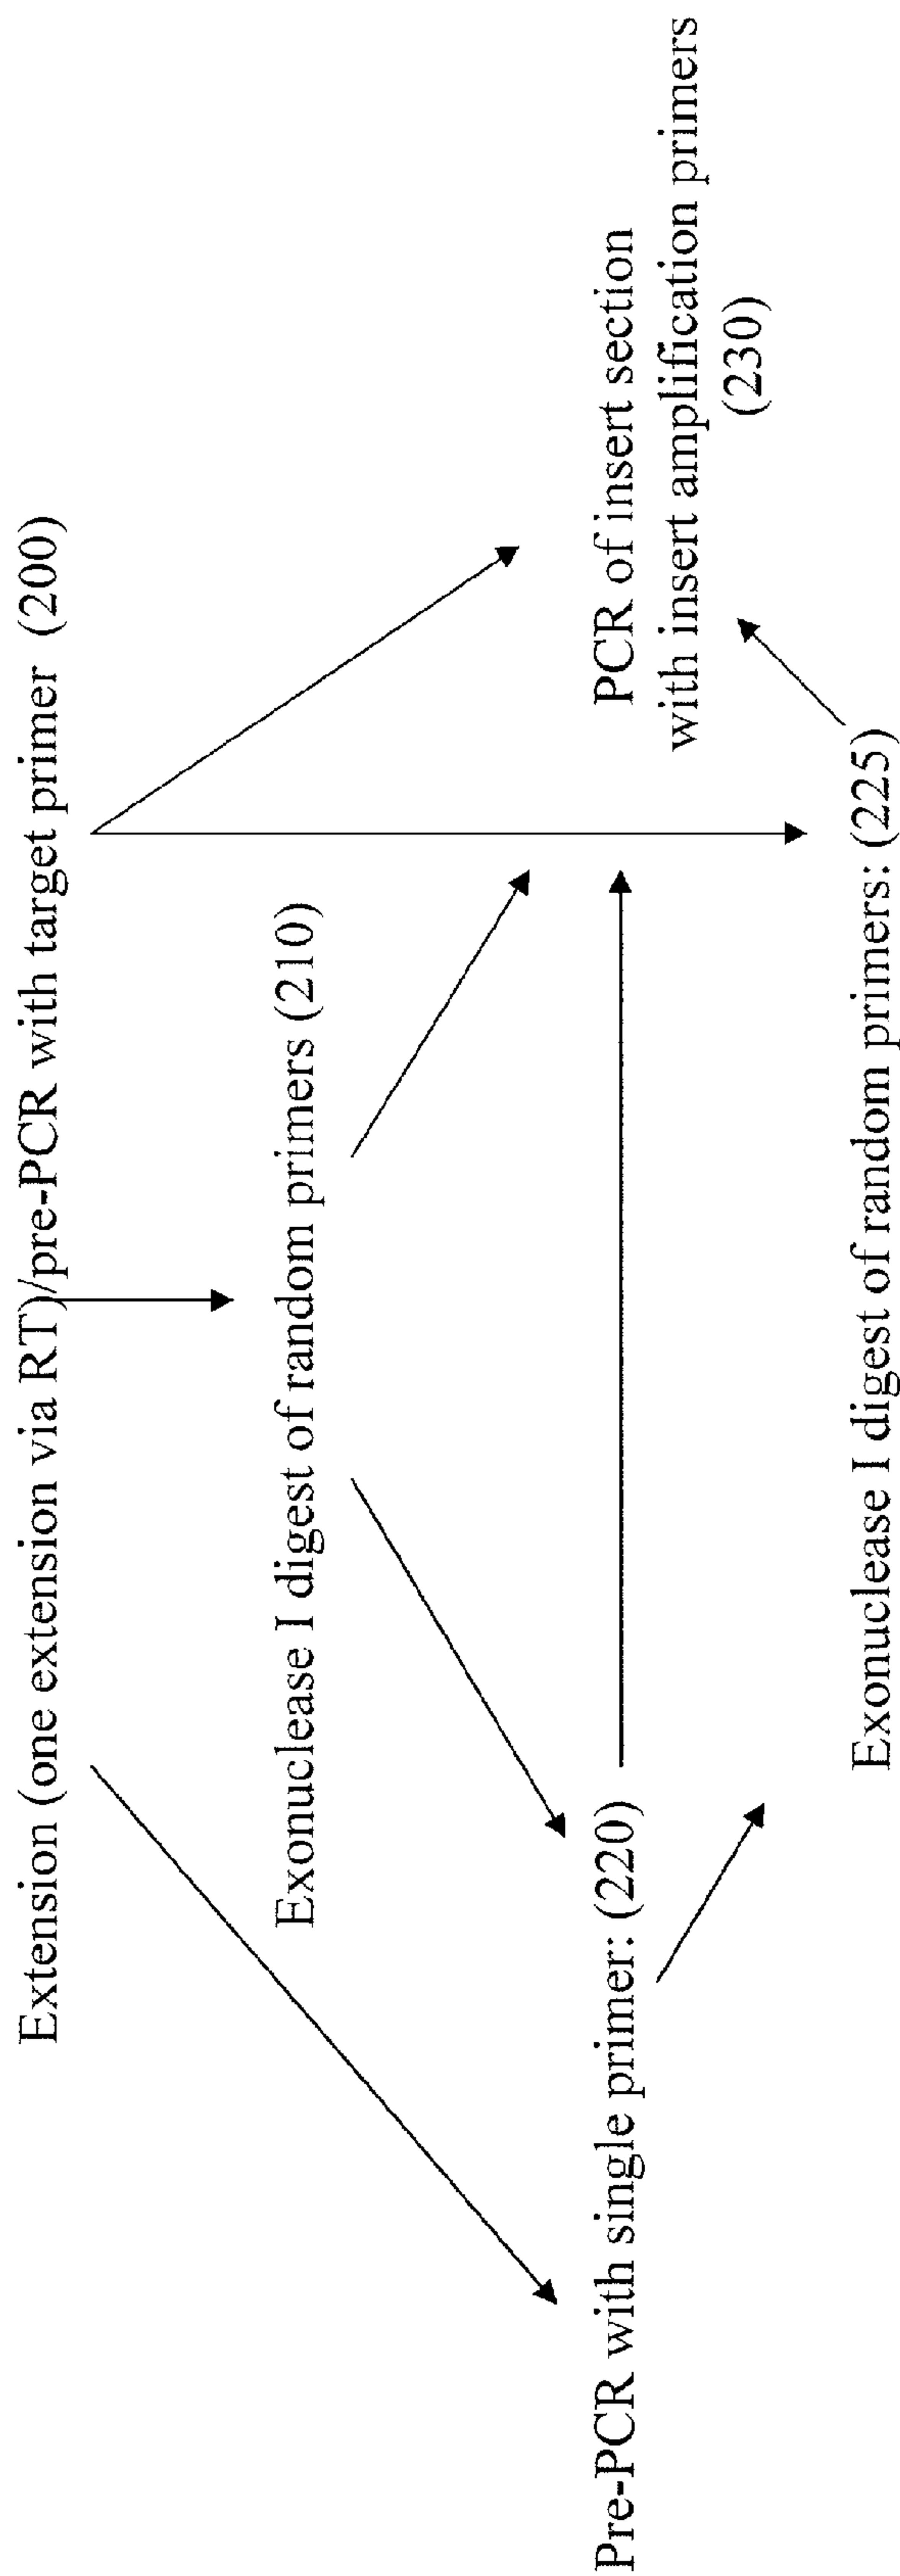 Extension (one extension via RT)/pre-PCR with target primer (200)
Exonuclease I digest of random primers (210)
Pre-PCR with single primer: (220)
PCR of insert section
with insert amplification primers
(230)
Exonuclease I digest of random primers: (225)